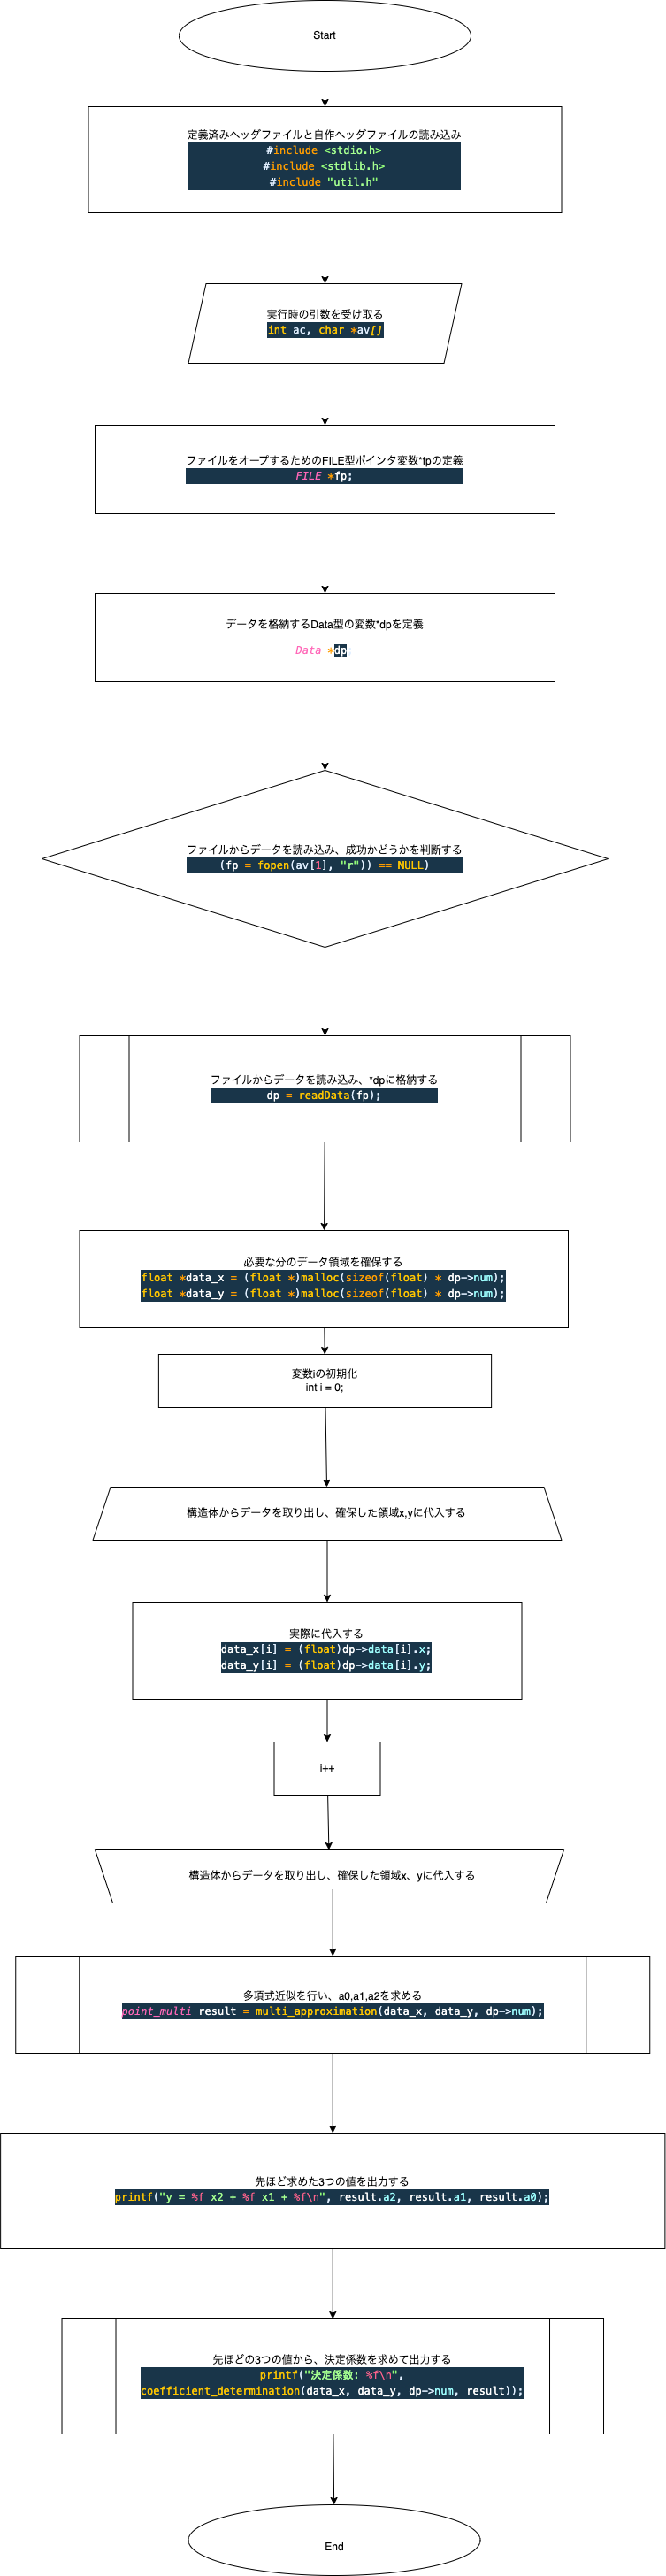 Start
定義済みヘッダファイルと自作ヘッダファイルの読み込み
#include <stdio.h>
#include <stdlib.h>
#include "util.h"
実行時の引数を受け取る
int ac, char *av[]
ファイルをオープするためのFILE型ポインタ変数*fpの定義
FILE *fp;
データを格納するData型の変数*dpを定義
Data *dp
ファイルからデータを読み込み、成功かどうかを判断する
(fp = fopen(av[1], "r")) == NULL)
ファイルからデータを読み込み、*dpに格納する
dp = readData(fp);
必要な分のデータ領域を確保する
float *data_x = (float *)malloc(sizeof(float) * dp->num);
float *data_y = (float *)malloc(sizeof(float) * dp->num);
変数iの初期化
int i = 0;
構造体からデータを取り出し、確保した領域x,yに代入する
実際に代入する
data_x[i] = (float)dp->data[i].x;
data_y[i] = (float)dp->data[i].y;
i++
構造体からデータを取り出し、確保した領域x、yに代入する
多項式近似を行い、a0,a1,a2を求める
point_multi result = multi_approximation(data_x, data_y, dp->num);
先ほど求めた3つの値を出力する
printf("y = %f x2 + %f x1 + %f\n", result.a2, result.a1, result.a0);
先ほどの3つの値から、決定係数を求めて出力する
printf("決定係数: %f\n",
coefficient_determination(data_x, data_y, dp->num, result));
End